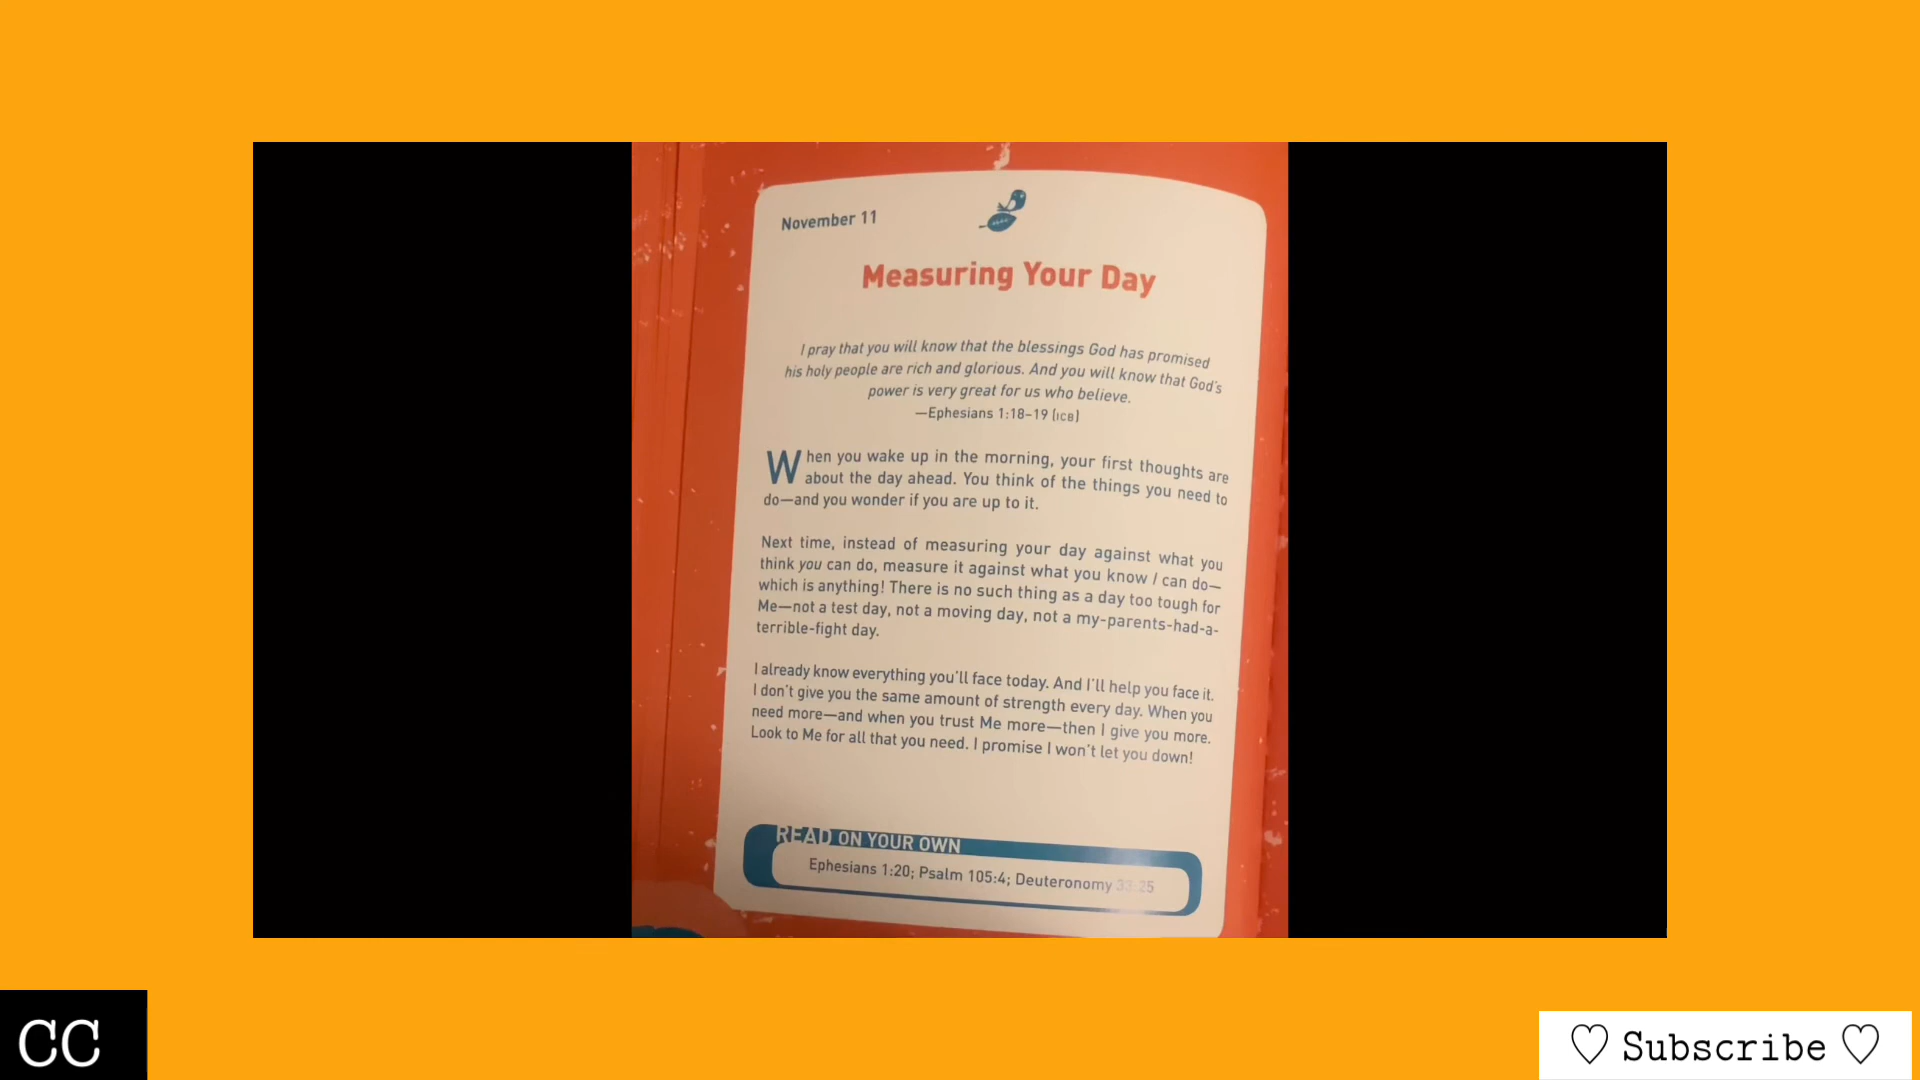 November 11
Measuring Your Day
I pray that you will know that the blessings God has promised
his holy people are rich and glorious. And you will know that God's
power is very great for us who believe.
—Ephesians 1:18–19 (ICB)
When you wake up in the morning, your first thoughts are
about the day ahead. You think of the things you need to
do—and you wonder if you are up to it.
Next time, instead of measuring your day against what you
think you can do, measure it against what you know I can do—
which is anything! There is no such thing as a day too tough for
Me—not a test day, not a moving day, not a my-parents-had-a-
terrible-fight day.
I already know everything you'll face today. And I'll help you face it.
I don't give you the same amount of strength every day. When you
need more—and when you trust Me more—then I give you more.
Look to Me for all that you need. I promise I won't let you down!
READ ON YOUR OWN
Ephesians 1:20; Psalm 105:4; Deuteronomy 33:25
CC
♡ Subscribe ♡